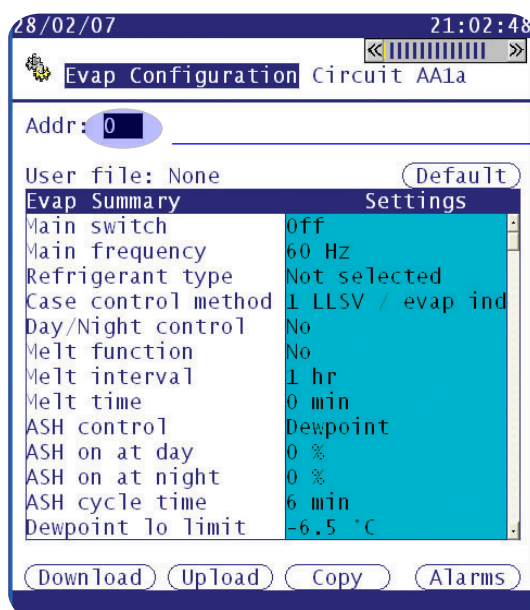 28/02/07 21:02:48
Evap Configuration Circuit AA1a
Addr: 0
User file: None (Default)
Evap Summary Settings
Main switch Off
Main frequency 60 Hz
Refrigerant type Not selected
Case control method 1 LLSV / evap ind
Day/Night control No
Melt function No
Melt interval 1 hr
Melt time 0 min
ASH control Dewpoint
ASH on at day 0 %
ASH on at night 0 %
ASH cycle time 6 min
Dewpoint lo limit -6.5 °C
(Download) (Upload) ( Copy ) (Alarms)